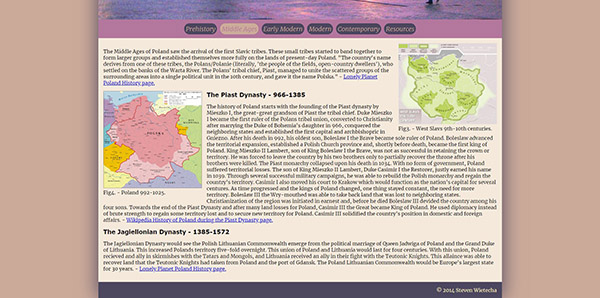 Prehistory Middle Ages Early Modern Modern Contemporary Resources
The Middle Ages of Poland saw the arrival of the first Slavic tribes. These small tribes started to band together to
form larger groups and established themselves more fully on the lands of present-day Poland. "The country's name
derives from one of these tribes, the Polans/Polanie (literally, 'the people of the fields, open-country dwellers'), who
settled on the banks of the Warta River. The Polans' tribal chief, Piast, managed to unite the scattered groups of the
surrounding areas into a single political unit in the 10th century, and gave it the name Polska." - Lonely Planet
Poland History page.
Fig3. - West Slavs 9th-10th centuries.
The Piast Dynasty - 966-1385
The history of Poland starts with the founding of the Piast dynasty by
Mieszko I, the great-great grandson of Piast the tribal chief. Duke Mieszko
I became the first ruler of the Polans tribal union, converted to Christianity
after marrying the Duke of Bohemia's daughter in 966, conquered the
neighboring states and established the first capital and archbishopric in
Gniezno. After his death in 992, his oldest son, Bolesław I the Brave became sole ruler of Poland. Bolesław advanced
the territorial expansion, established a Polish Church province and, shortly before death, became the first king of
Poland. King Mieszko II Lambert, son of King Bolesław I the Brave, was not as successful in retaining the crown or
territory. He was forced to leave the country by his two brothers only to partially recover the throne after his
brothers were killed. The Piast monarchy collapsed upon his death in 1034. With no form of government, Poland
suffered territorial losses. The son of King Mieszko II Lambert, Duke Casimir I the Restorer, justly earned his name
in 1039. Through several successful military campaigns, he was able to rebuild the Polish monarchy and regain the
country's territory. Casimir I also moved his court to Krakow which would function as the nation's capital for several
centuries. As time progressed and the kings of Poland changed, one thing stayed constant, the need for more
territory. Bolesław III the Wry-mouthed was able to take back land that was lost to neighboring states.
Fig4. - Poland 992-1025.
Christianization of the region was initiated in earnest and, before he died Bolesław III devided the country among his
four sons. Towards the end of the Piast Dynasty and after many land losses for Poland, Casimir III the Great became King of Poland. He used diplomacy instead
of brute strength to regain some territory lost and to secure new territory for Poland. Casimir III solidified the country's position in domestic and foreign
affairs. - Wikipedia History of Poland during the Piast Dynasty page.
The Jagiellonian Dynasty - 1385-1572
The Jagiellonian Dynasty would see the Polish Lithuanian Commonwealth emerge from the political marriage of Queen Jadwiga of Poland and the Grand Duke
of Lithuania. This increased Polands territory five-fold overnight. This union of Poland and Lithuania would last for four centuries. With this union, Poland
recieved and ally in skirmishes with the Tatars and Mongols, and Lithuania received an ally in their fight with the Teutonic Knights. This allaince was able to
recover land that the Teutonic Knights had taken from Poland and the port of Gdansk. The Poland Lithuanian Commonwealth would be Europe's largest state
for 30 years. - Lonely Planet Poland History page.
© 2014 Steven Wietecha